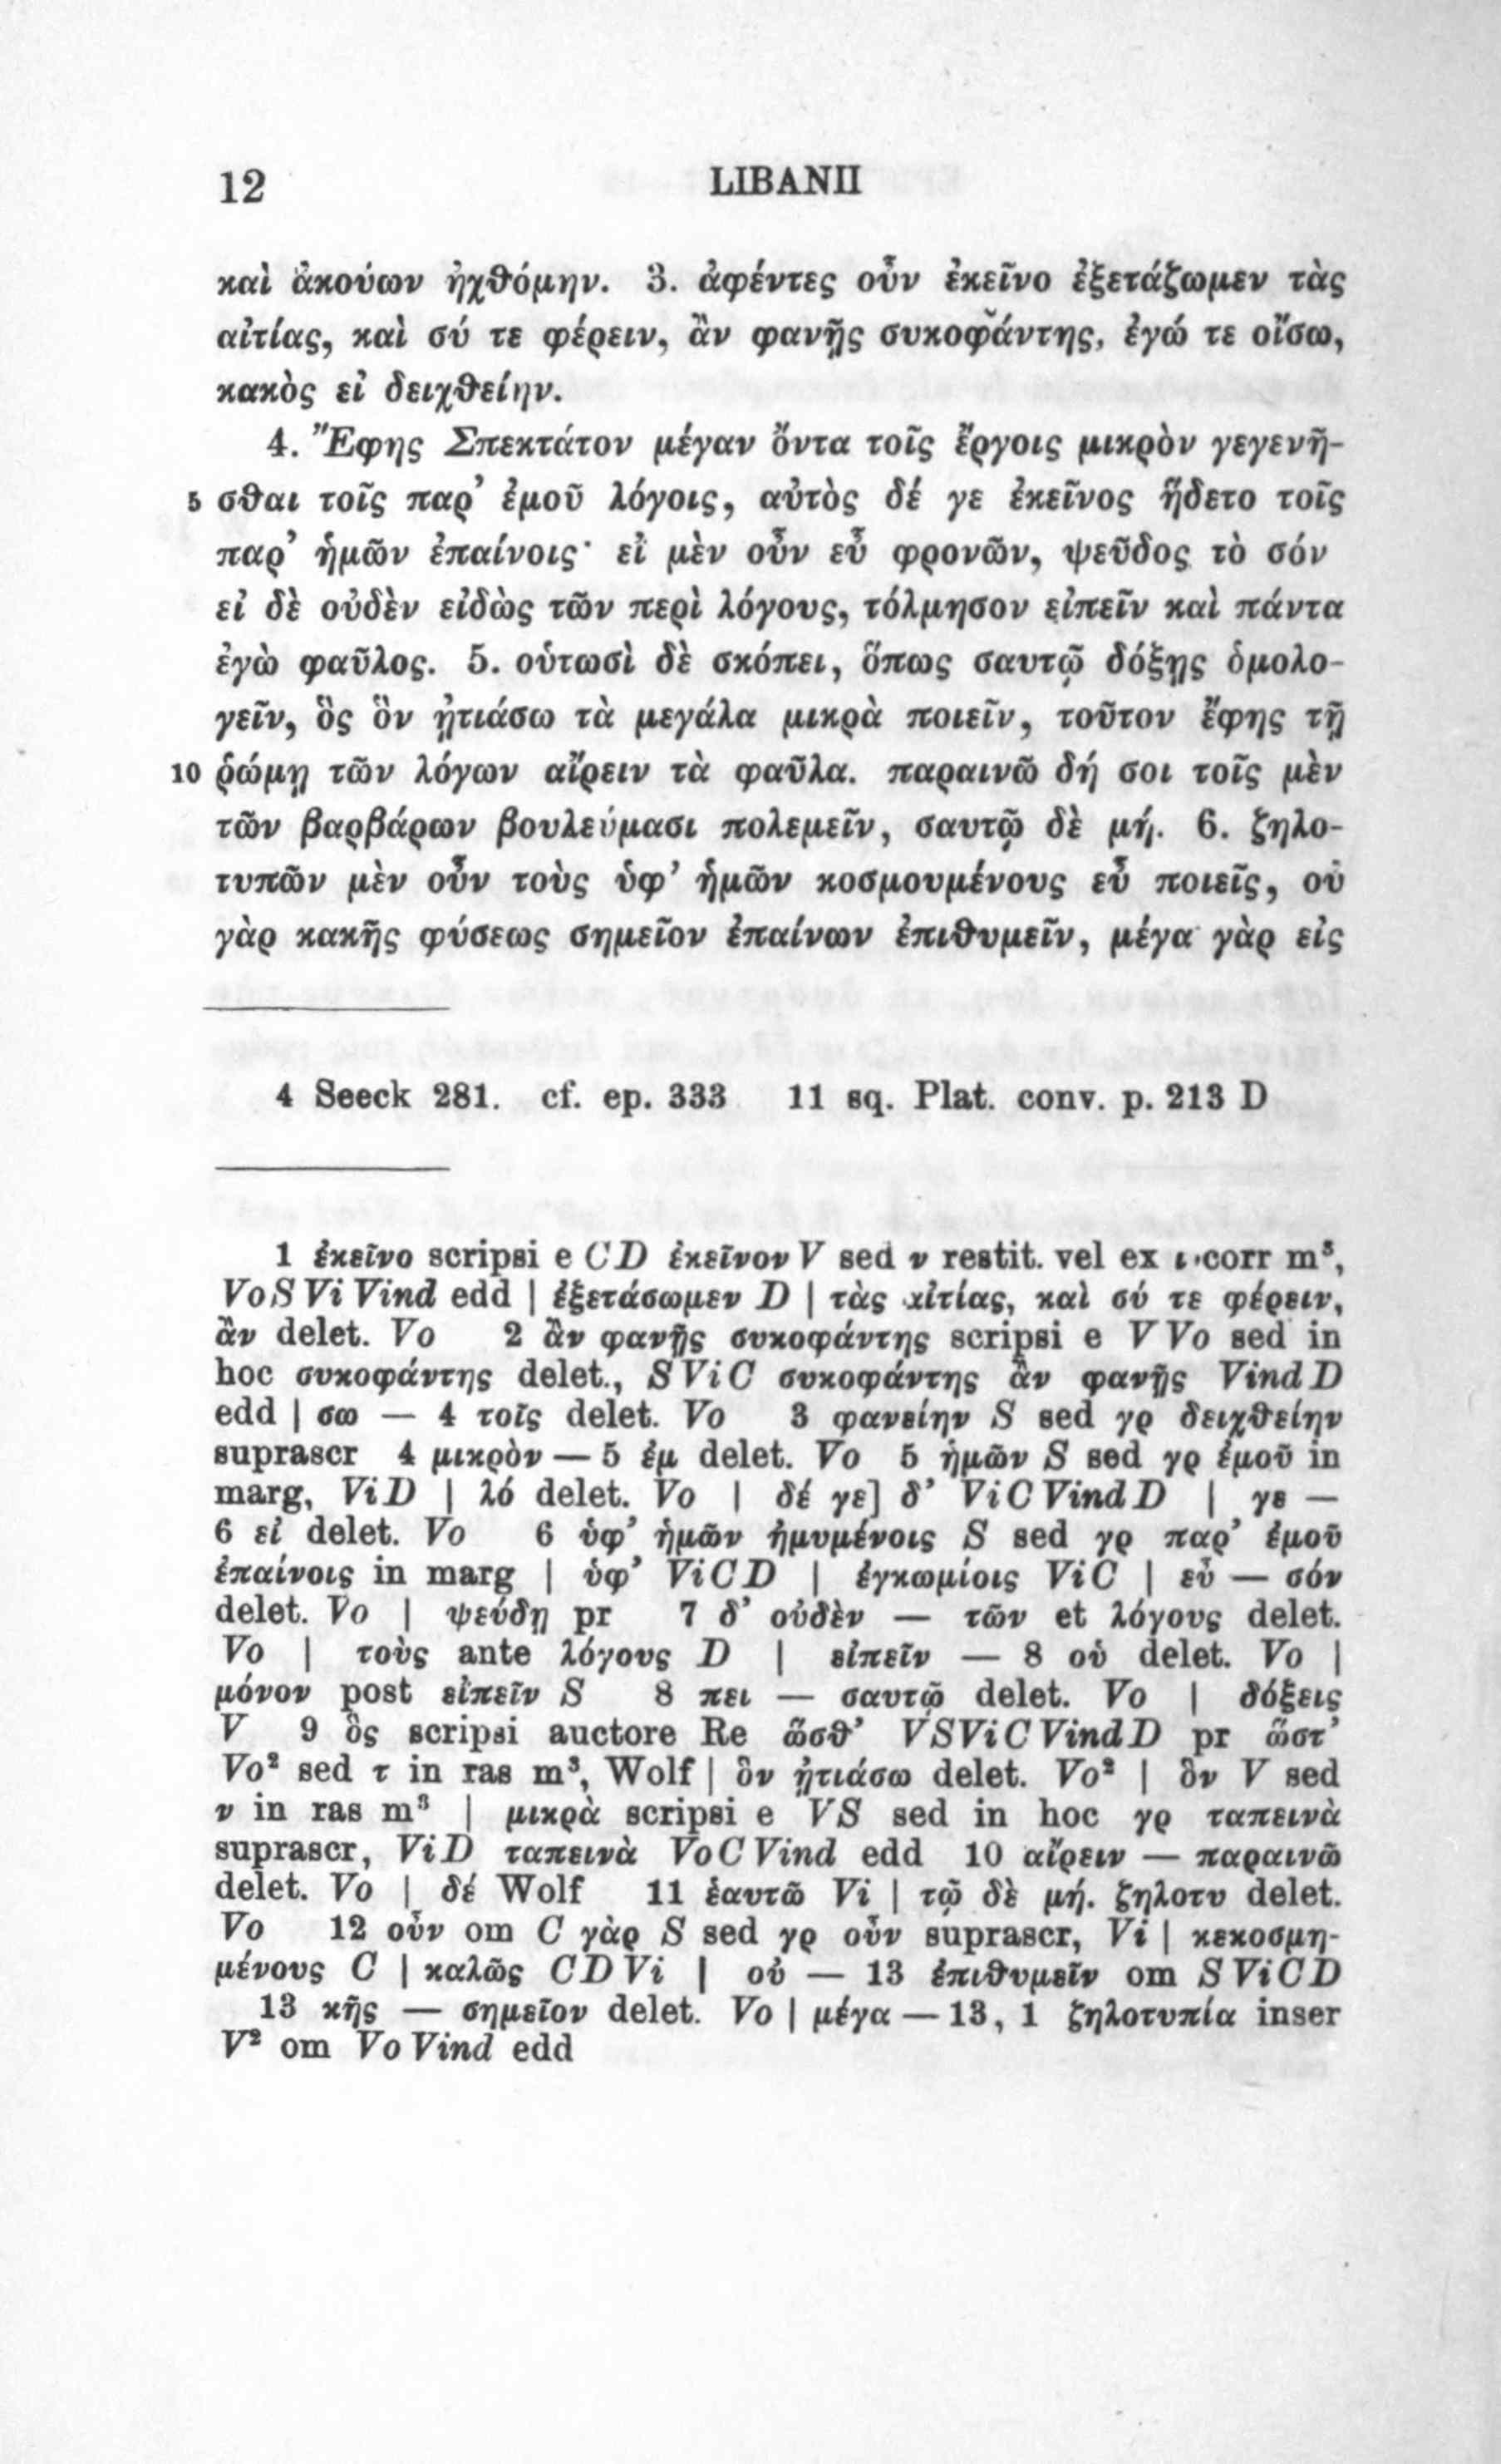 12 LIBANII
καὶ ἀκούων ἠχθόμην. 3. ἀφέντες οὖν ἐκεῖνο ἐξετάζωμεν τὰς
αἰτίας, καὶ σύ τε φέρειν, ἂν φανῇς συκοφάντης, ἐγώ τε οἴσω,
κακὸς εἰ δειχθείην.
4. Ἔφης Σπεκτάτον μέγαν ὄντα τοῖς ἔργοις μικρὸν γεγενῆ-
5 σθαι τοῖς παρ’ ἐμοῦ λόγοις, αὐτὸς δέ γε ἐκεῖνος ἥδετο τοῖς
παρ’ ἡμῶν ἐπαίνοις· εἰ μὲν οὖν εὖ φρονῶν, ψεῦδος τὸ σόν
εἰ δὲ οὐδὲν εἰδὼς τῶν περὶ λόγους, τόλμησον εἰπεῖν καὶ πάντα
ἐγὼ φαῦλος. 5. οὑτωσὶ δὲ σκόπει, ὅπως σαυτῷ δόξῃς ὁμολο-
γεῖν, ὃς ὃν ᾐτιάσω τὰ μεγάλα μικρὰ ποιεῖν, τοῦτον ἔφης τῇ
10 ῥώμῃ τῶν λόγων αἴρειν τὰ φαῦλα. παραινῶ δή σοι τοῖς μὲν
τῶν βαρβάρων βουλεύμασι πολεμεῖν, σαυτῷ δὲ μή. 6. ζηλο-
τυπῶν μὲν οὖν τοὺς ὑφ’ ἡμῶν κοσμουμένους εὖ ποιεῖς, οὐ
γὰρ κακῆς φύσεως σημεῖον ἐπαίνων ἐπιθυμεῖν, μέγα γὰρ εἰς
4 Seeck 281. cf. ep. 333 11 sq. Plat. conv. p. 213 D
1 ἐκεῖνο scripsi e CD ἐκεῖνον V sed ν restit. vel ex ι corr m³,
Vo S Vi Vind edd | ἐξετάσωμεν D | τὰς αἰτίας, καὶ σύ τε φέρειν,
ἂν delet. Vo 2 ἂν φανῇς συκοφάντης scripsi e V Vo sed in
hoc συκοφάντης delet., S Vi C συκοφάντης ἂν φανῇς Vind D
edd | σω — 4 τοῖς delet. Vo 3 φανείην S sed γρ δειχθείην
suprascr 4 μικρὸν — 5 ἐμ delet. Vo 5 ἡμῶν S sed γρ ἐμοῦ in
marg, Vi D | λό delet. Vo | δέ γε] δ’ Vi C Vind D | γε —
6 εἰ delet. Vo 6 ὑφ’ ἡμῶν ἡμυμένοις S sed γρ παρ’ ἐμοῦ
ἐπαίνοις in marg | ὑφ’ Vi C D | ἐγκωμίοις Vi C | εὖ — σόν
delet. Vo | ψεύδη pr 7 δ’ οὐδὲν — τῶν et λόγους delet.
Vo | τοὺς ante λόγους D | εἰπεῖν — 8 οὑ delet. Vo |
μόνον post εἰπεῖν S 8 πει — σαυτῷ delet. Vo | δόξεις
V 9 ὃς scripsi auctore Re ὥσθ’ V S Vi C Vind D pr ὥστ’
Vo² sed τ in ras m³, Wolf | ὃν ᾐτιάσω delet. Vo² | ὃν V sed
ν in ras m³ | μικρὰ scripsi e VS sed in hoc γρ ταπεινὰ
suprascr, Vi D ταπεινὰ Vo C Vind edd 10 αἴρειν — παραινῶ
delet. Vo | δέ Wolf 11 ἑαυτῶ Vi | τῷ δὲ μή. ζηλοτυ delet.
Vo 12 οὖν om C γὰρ S sed γρ οὖν suprascr, Vi | κεκοσμη-
μένους C | καλῶς C D Vi | οὐ — 13 ἐπιθυμεῖν om S Vi C D
13 κῆς — σημεῖον delet. Vo | μέγα — 13, 1 ζηλοτυπία inser
V² om Vo Vind edd